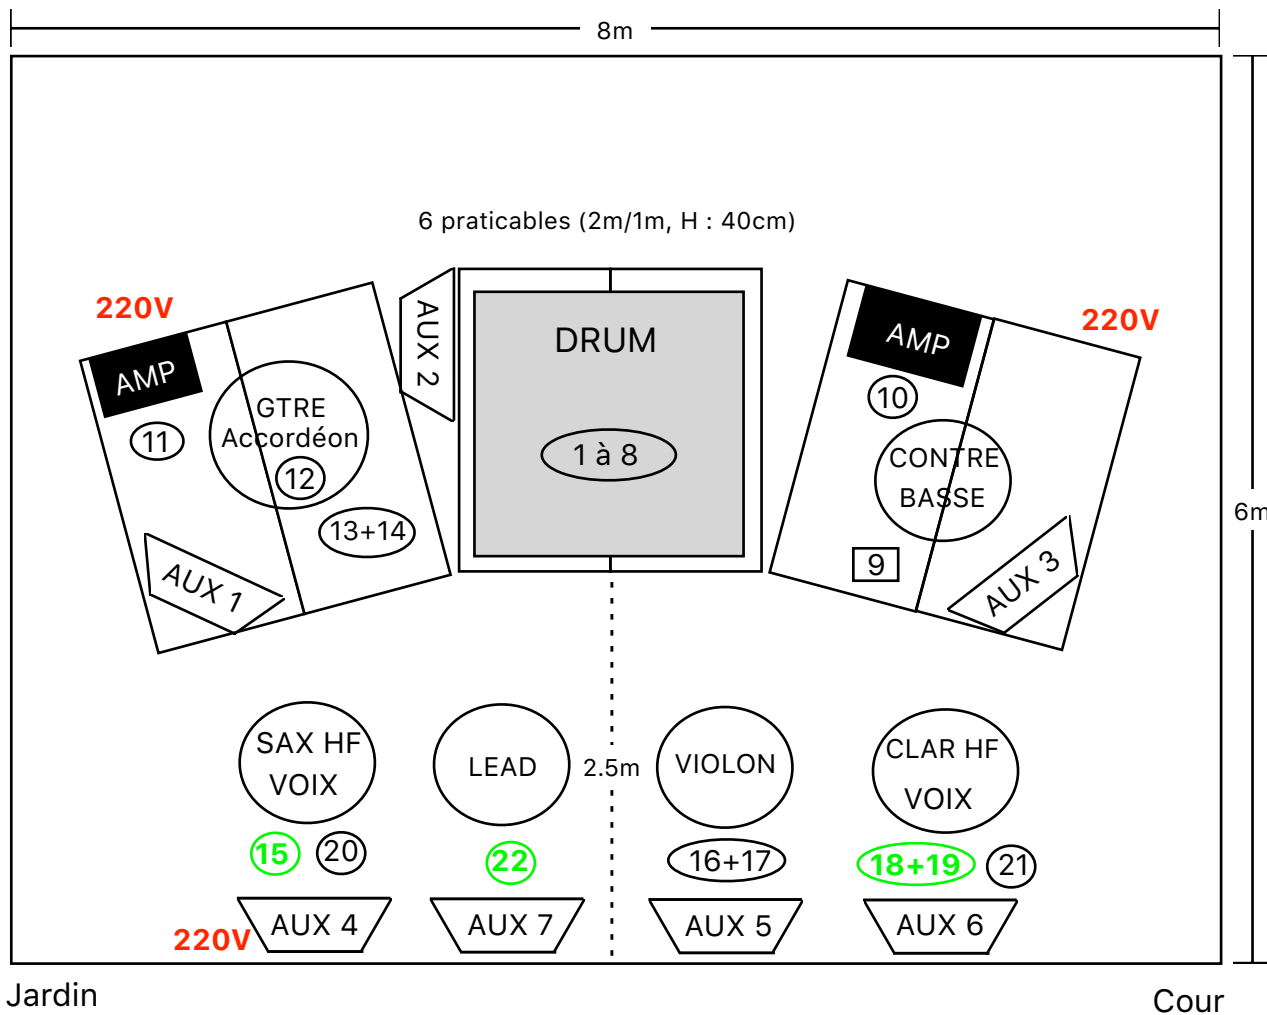 8m
6 praticables (2m/1m, H : 40cm)
220V
AMP
11
GTRE
Accordéon
12
13+14
AUX 1
AUX 2
DRUM
1 à 8
220V
AMP
10
CONTRE
BASSE
9
AUX 3
6m
SAX HF
VOIX
LEAD
2.5m
VIOLON
CLAR HF
VOIX
15
20
22
16+17
18+19
21
220V
AUX 4
AUX 7
AUX 5
AUX 6
Jardin
Cour